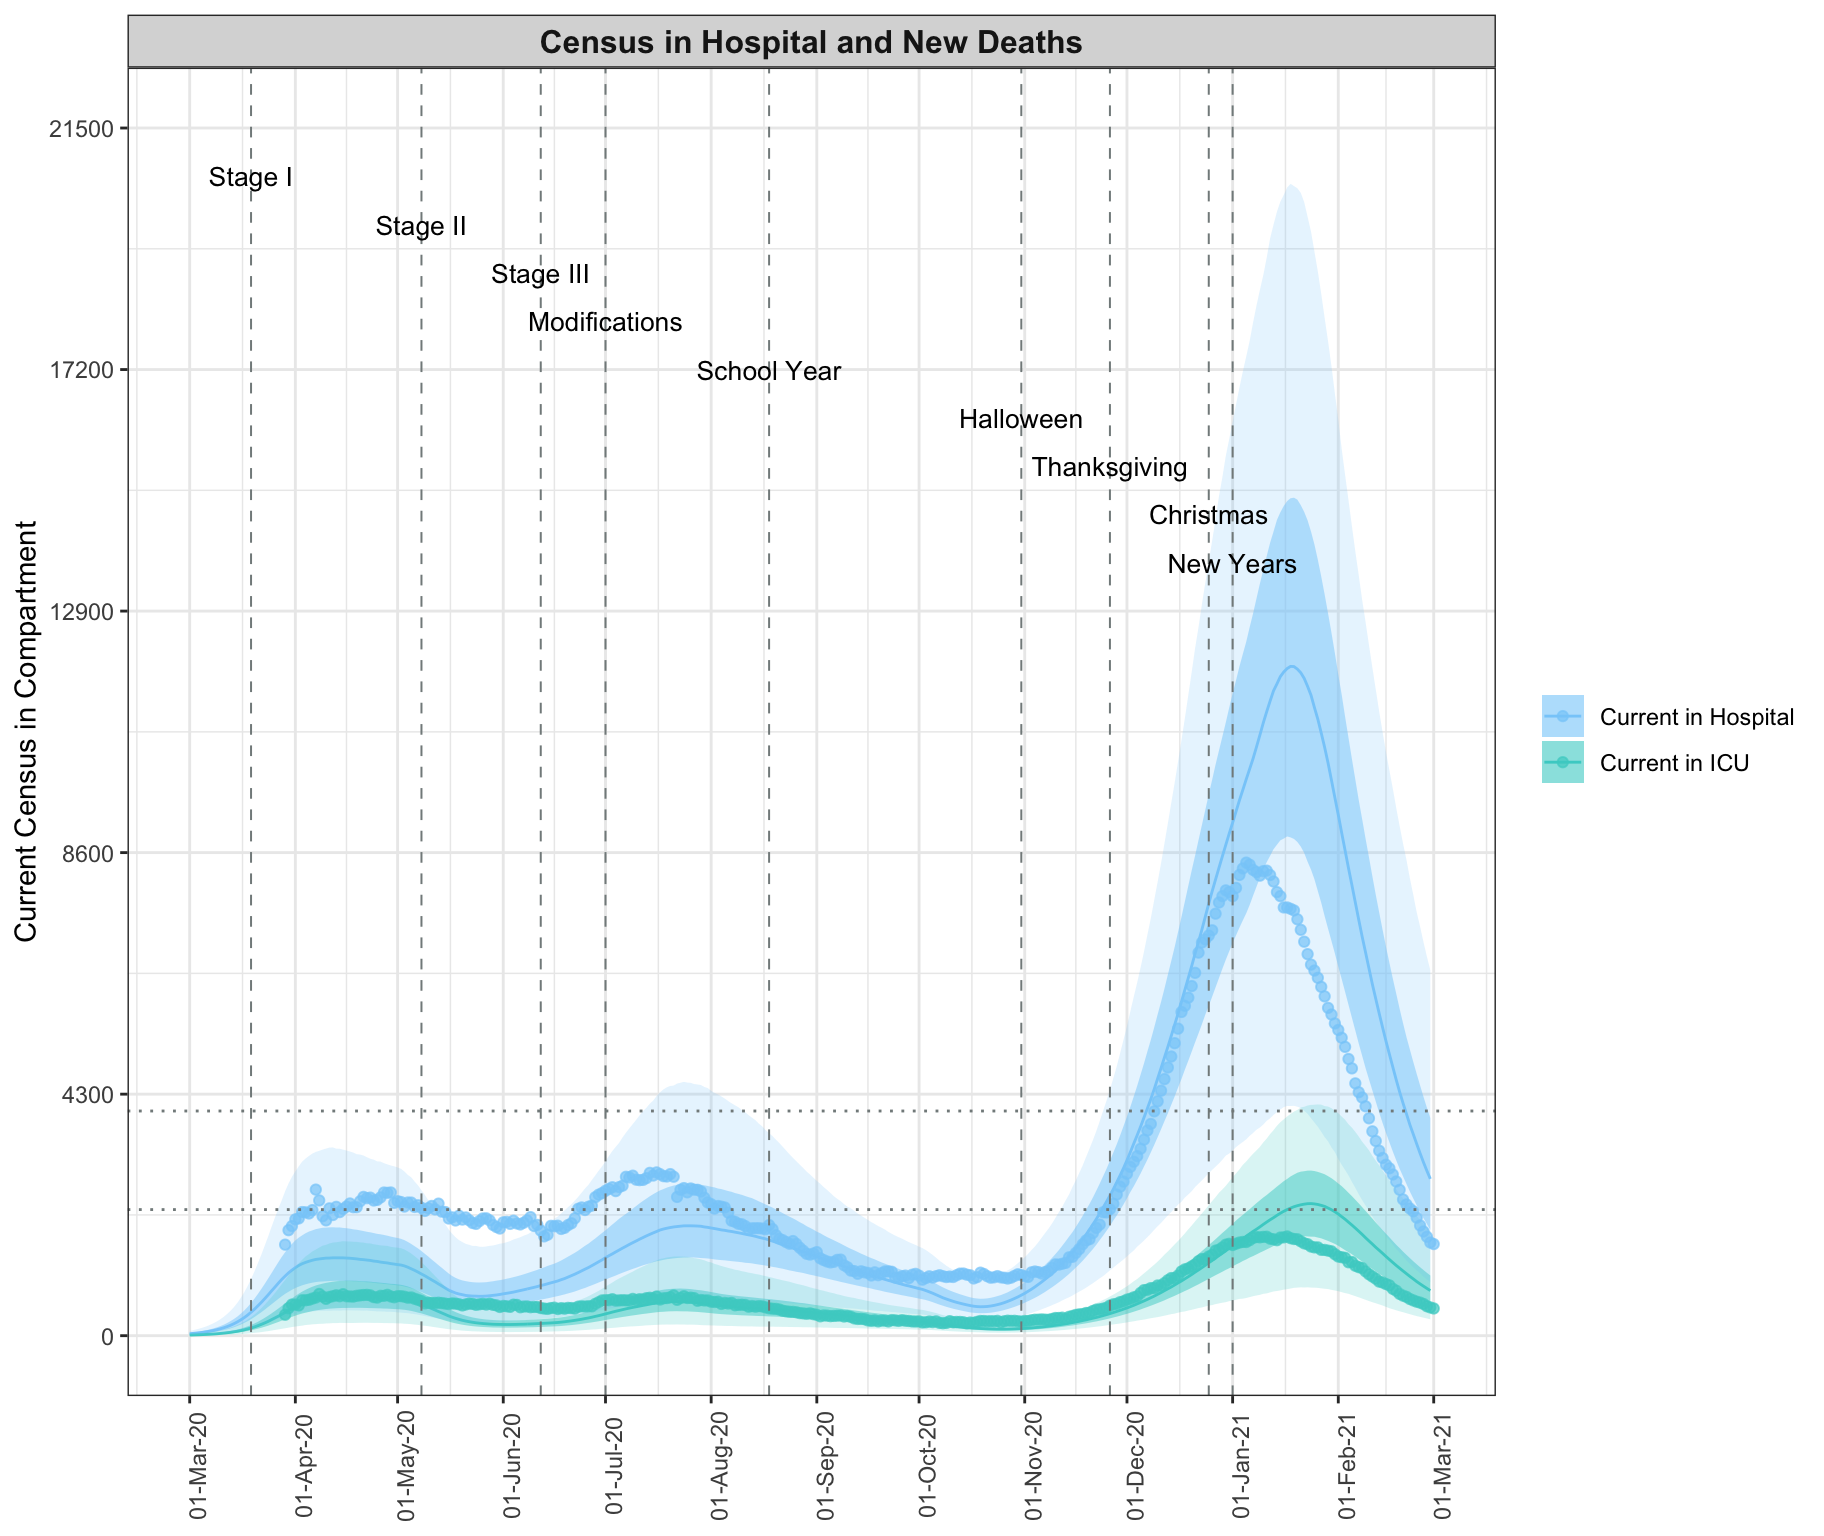 Census in Hospital and New Deaths
Current Census in Compartment
21500
17200
12900
8600
4300
0
Stage I
Stage II
Stage III
Modifications
School Year
Halloween
Thanksgiving
Christmas
New Years
Current in Hospital
Current in ICU
01-Mar-20
01-Apr-20
01-May-20
01-Jun-20
01-Jul-20
01-Aug-20
01-Sep-20
01-Oct-20
01-Nov-20
01-Dec-20
01-Jan-21
01-Feb-21
01-Mar-21